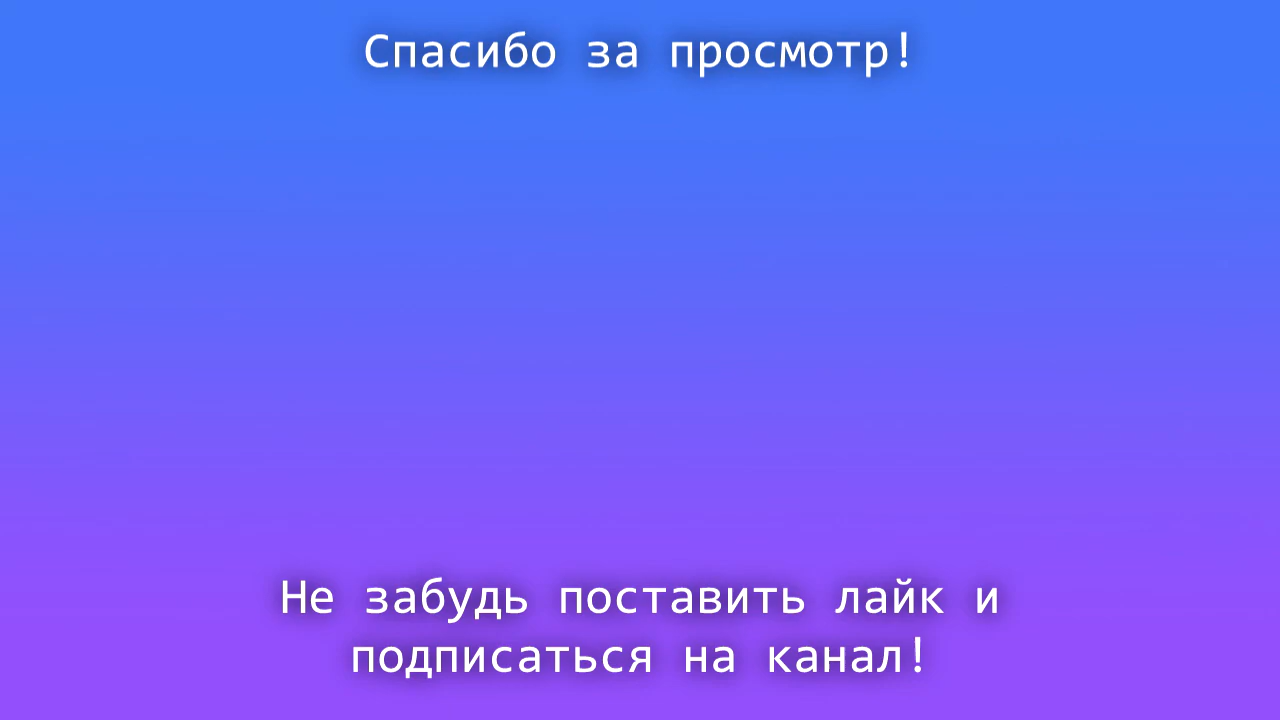 Спасибо за просмотр!
Не забудь поставить лайк и
подписаться на канал!